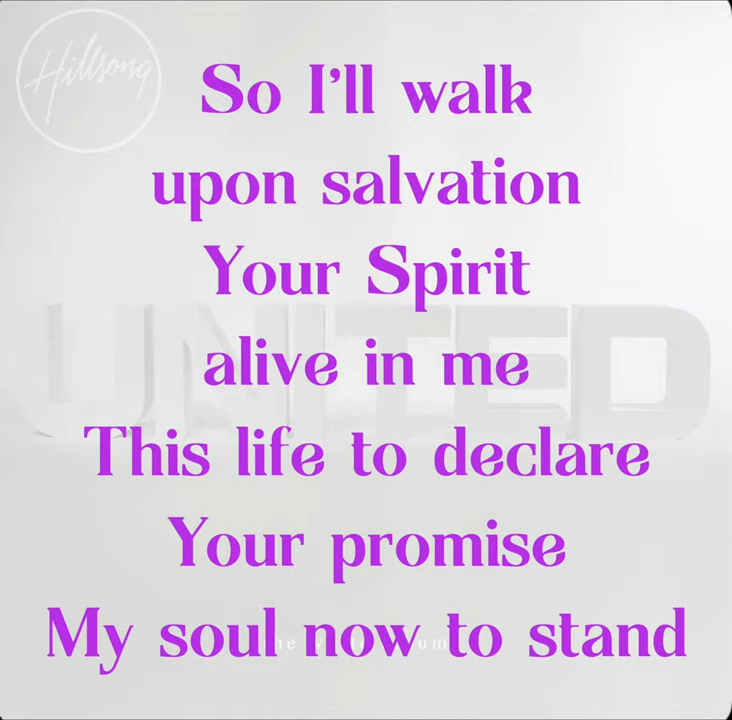 Hillsong
So I'll walk
upon salvation
Your Spirit
alive in me
UNITED
This life to declare
Your promise
My soul now to stand